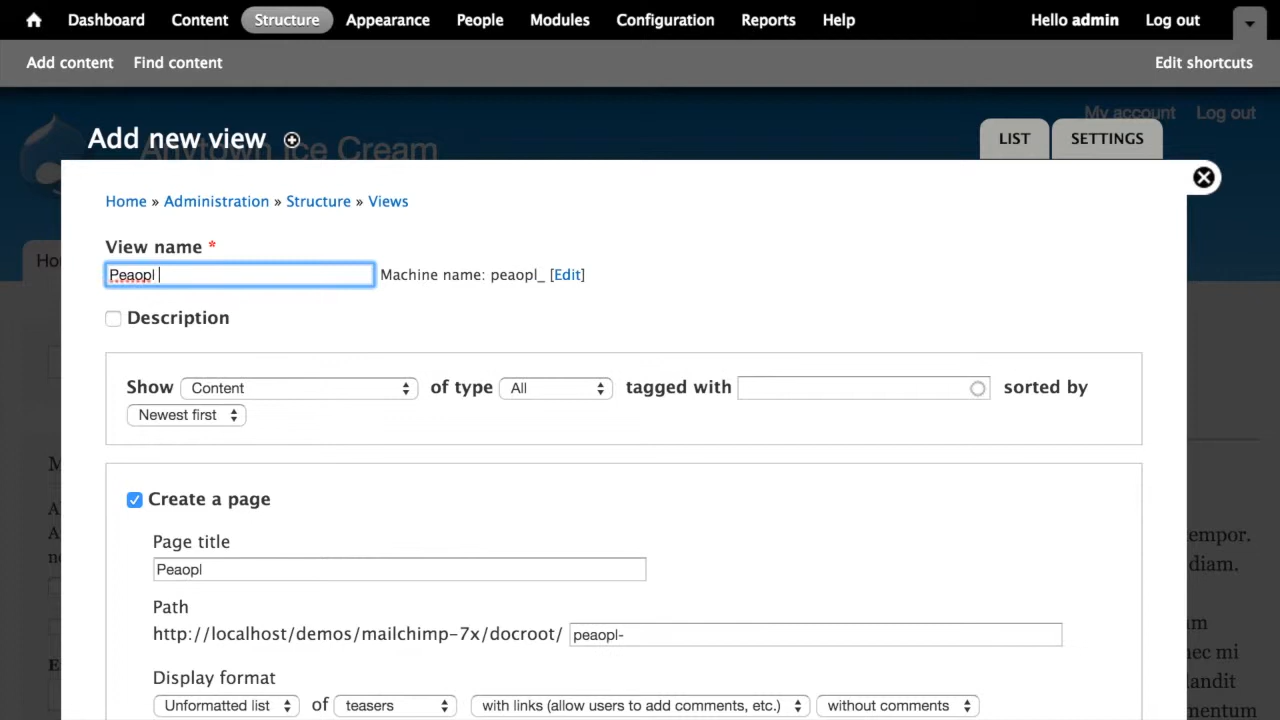 Dashboard Content Structure Appearance People Modules Configuration Reports Help Hello admin Log out
Add content Find content Edit shortcuts
My account Log out
Add new view
Anytown Ice Cream
LIST SETTINGS
Home » Administration » Structure » Views
View name *
Peaopl Machine name: peaopl_ [Edit]
Description
Show Content of type All tagged with sorted by
Newest first
Create a page
Page title
Peaopl
Path
http://localhost/demos/mailchimp-7x/docroot/ peaopl-
Display format
Unformatted list of teasers with links (allow users to add comments, etc.) without comments